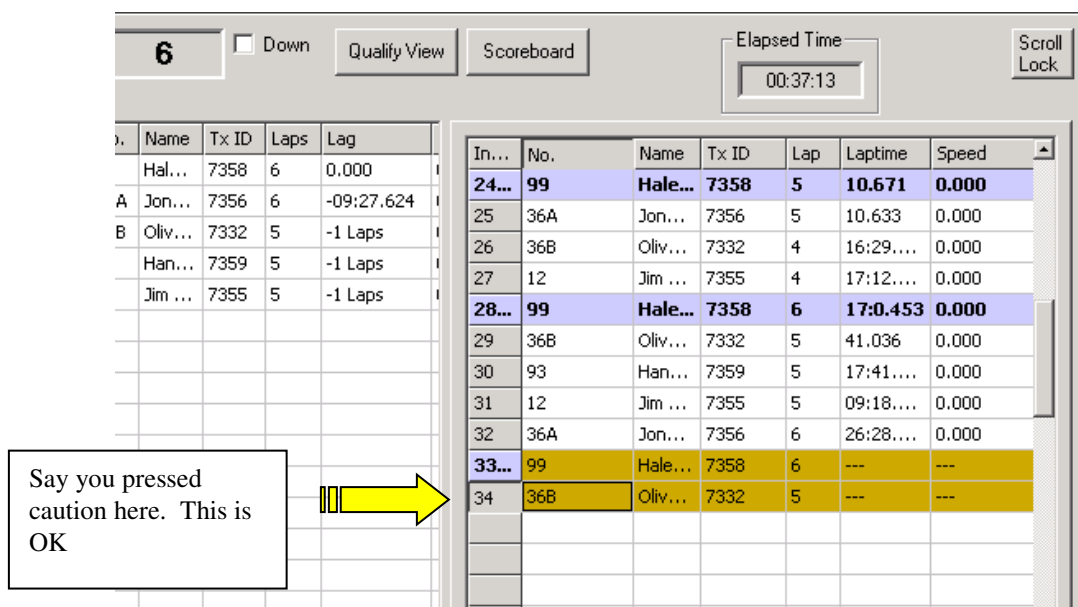 6 Down Qualify View Scoreboard Elapsed Time Scroll Lock
00:37:13
Name Tx ID Laps Lag
Hal... 7358 6 0.000
A Jon... 7356 6 -09:27.624
B Oliv... 7332 5 -1 Laps
Han... 7359 5 -1 Laps
Jim ... 7355 5 -1 Laps
In... No. Name Tx ID Lap Laptime Speed
24... 99 Hale... 7358 5 10.671 0.000
25 36A Jon... 7356 5 10.633 0.000
26 36B Oliv... 7332 4 16:29.... 0.000
27 12 Jim ... 7355 4 17:12.... 0.000
28... 99 Hale... 7358 6 17:0.453 0.000
29 36B Oliv... 7332 5 41.036 0.000
30 93 Han... 7359 5 17:41.... 0.000
31 12 Jim ... 7355 5 09:18.... 0.000
32 36A Jon... 7356 6 26:28.... 0.000
33... 99 Hale... 7358 6 --- ---
34 36B Oliv... 7332 5 --- ---
Say you pressed
caution here. This is
OK